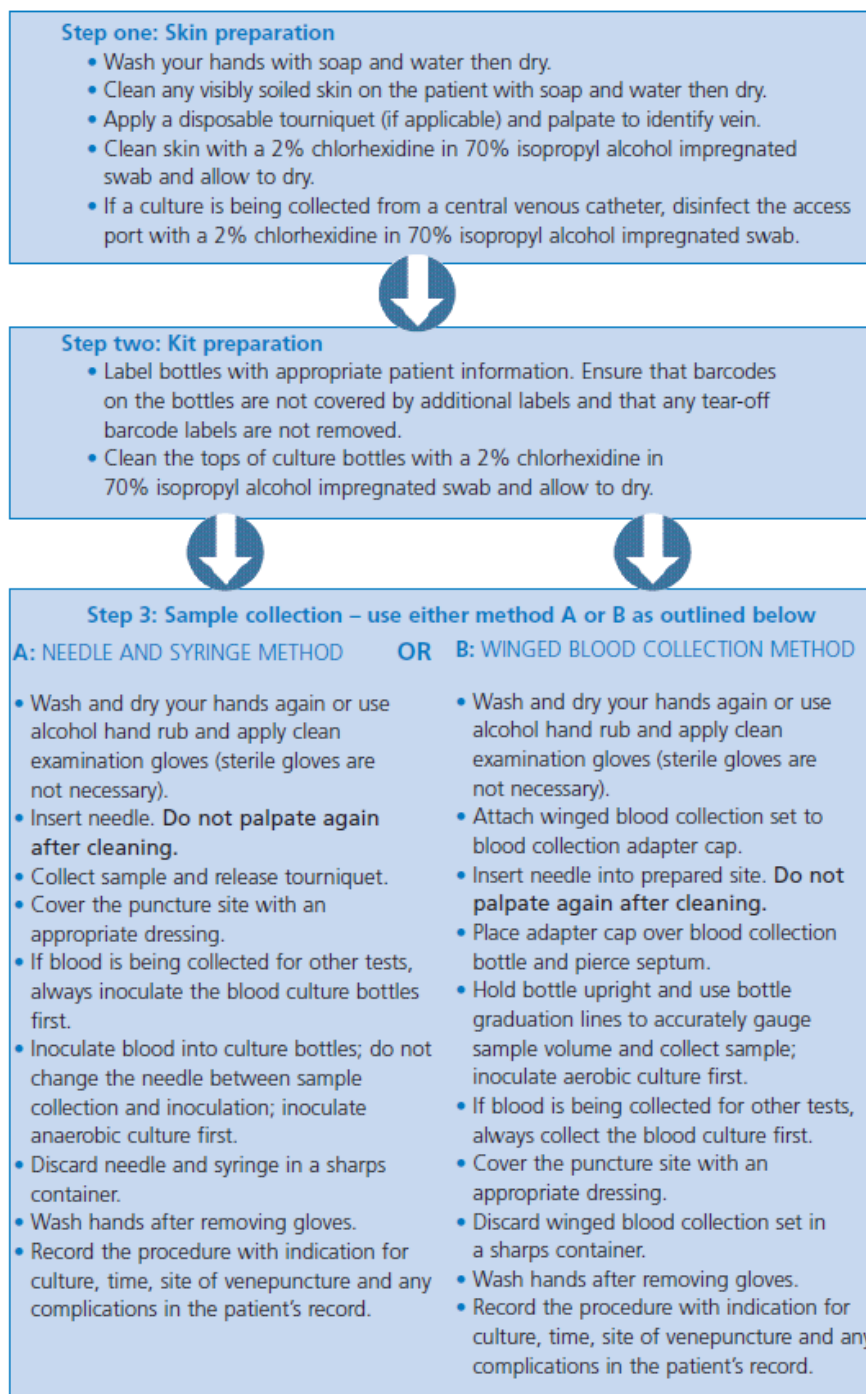 Step one: Skin preparation
• Wash your hands with soap and water then dry.
• Clean any visibly soiled skin on the patient with soap and water then dry.
• Apply a disposable tourniquet (if applicable) and palpate to identify vein.
• Clean skin with a 2% chlorhexidine in 70% isopropyl alcohol impregnated
swab and allow to dry.
• If a culture is being collected from a central venous catheter, disinfect the access
port with a 2% chlorhexidine in 70% isopropyl alcohol impregnated swab.
Step two: Kit preparation
• Label bottles with appropriate patient information. Ensure that barcodes
on the bottles are not covered by additional labels and that any tear-off
barcode labels are not removed.
• Clean the tops of culture bottles with a 2% chlorhexidine in
70% isopropyl alcohol impregnated swab and allow to dry.
Step 3: Sample collection – use either method A or B as outlined below
A: NEEDLE AND SYRINGE METHOD
• Wash and dry your hands again or use
alcohol hand rub and apply clean
examination gloves (sterile gloves are
not necessary).
• Insert needle. Do not palpate again
after cleaning.
• Collect sample and release tourniquet.
• Cover the puncture site with an
appropriate dressing.
• If blood is being collected for other tests,
always inoculate the blood culture bottles
first.
• Inoculate blood into culture bottles; do not
change the needle between sample
collection and inoculation; inoculate
anaerobic culture first.
• Discard needle and syringe in a sharps
container.
• Wash hands after removing gloves.
• Record the procedure with indication for
culture, time, site of venepuncture and any
complications in the patient's record.
OR
B: WINGED BLOOD COLLECTION METHOD
• Wash and dry your hands again or use
alcohol hand rub and apply clean
examination gloves (sterile gloves are
not necessary).
• Attach winged blood collection set to
blood collection adapter cap.
• Insert needle into prepared site. Do not
palpate again after cleaning.
• Place adapter cap over blood collection
bottle and pierce septum.
• Hold bottle upright and use bottle
graduation lines to accurately gauge
sample volume and collect sample;
inoculate aerobic culture first.
• If blood is being collected for other tests,
always collect the blood culture first.
• Cover the puncture site with an
appropriate dressing.
• Discard winged blood collection set in
a sharps container.
• Wash hands after removing gloves.
• Record the procedure with indication for
culture, time, site of venepuncture and any
complications in the patient's record.